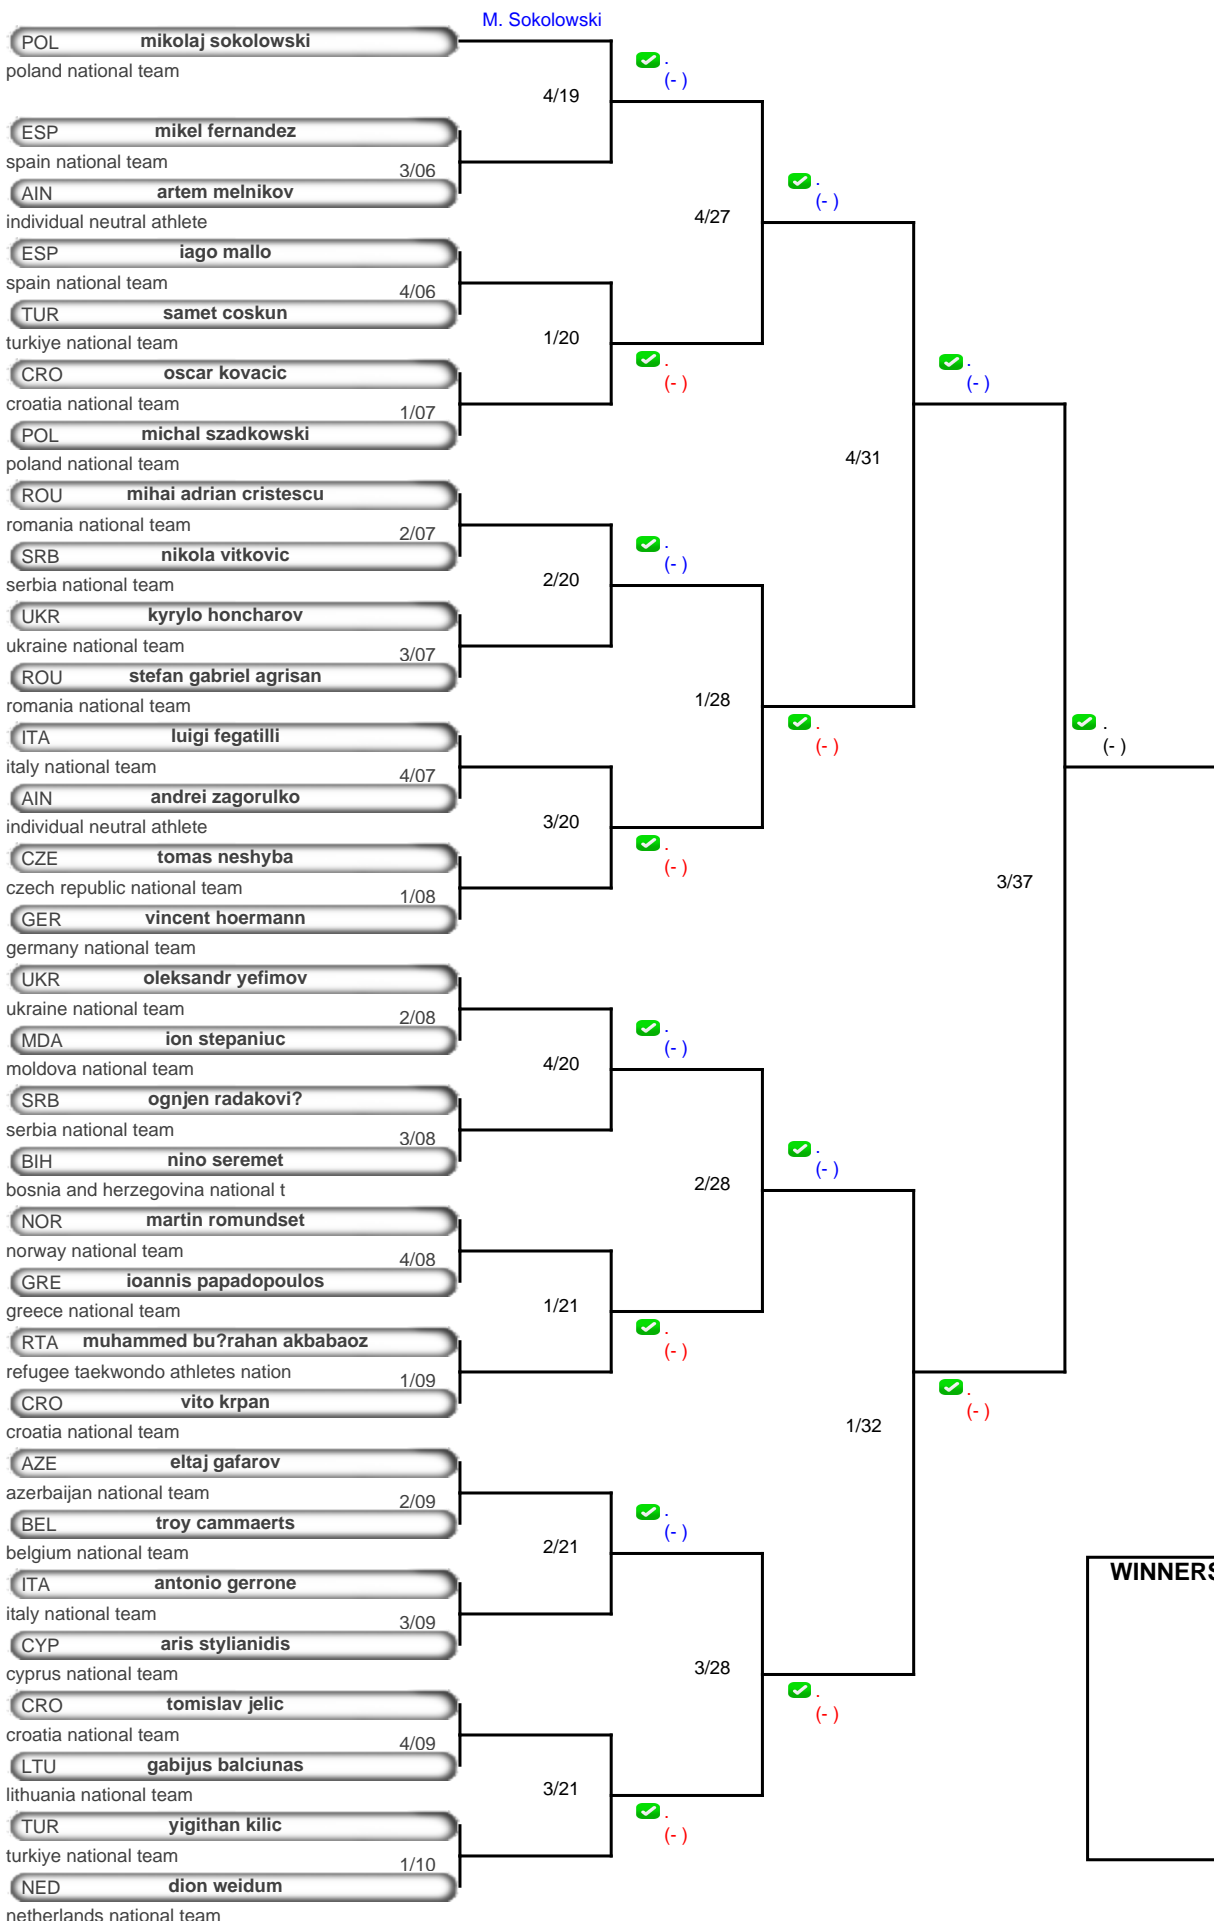 M. Sokolowski
POL mikolaj sokolowski
poland national team
.
(- )
4/19
ESP mikel fernandez
spain national team
3/06
AIN artem melnikov
individual neutral athlete
.
(- )
4/27
ESP iago mallo
spain national team
4/06
TUR samet coskun
turkiye national team
1/20
.
(- )
CRO oscar kovacic
croatia national team
1/07
POL michal szadkowski
poland national team
.
(- )
4/31
ROU mihai adrian cristescu
romania national team
2/07
SRB nikola vitkovic
serbia national team
.
(- )
2/20
UKR kyrylo honcharov
ukraine national team
3/07
ROU stefan gabriel agrisan
romania national team
1/28
.
(- )
ITA luigi fegatilli
italy national team
4/07
AIN andrei zagorulko
individual neutral athlete
.
(- )
3/20
.
(- )
CZE tomas neshyba
czech republic national team
1/08
GER vincent hoermann
germany national team
3/37
UKR oleksandr yefimov
ukraine national team
2/08
MDA ion stepaniuc
moldova national team
.
(- )
4/20
SRB ognjen radakovi?
serbia national team
3/08
BIH nino seremet
bosnia and herzegovina national t
.
(- )
2/28
NOR martin romundset
norway national team
4/08
GRE ioannis papadopoulos
greece national team
1/21
.
(- )
RTA muhammed bu?rahan akbabaoz
refugee taekwondo athletes nation
1/09
CRO vito krpan
croatia national team
.
(- )
1/32
AZE eltaj gafarov
azerbaijan national team
2/09
BEL troy cammaerts
belgium national team
.
(- )
2/21
ITA antonio gerrone
italy national team
3/09
CYP aris stylianidis
cyprus national team
3/28
.
(- )
CRO tomislav jelic
croatia national team
4/09
LTU gabijus balciunas
lithuania national team
3/21
.
(- )
TUR yigithan kilic
turkiye national team
1/10
NED dion weidum
netherlands national team
WINNERS